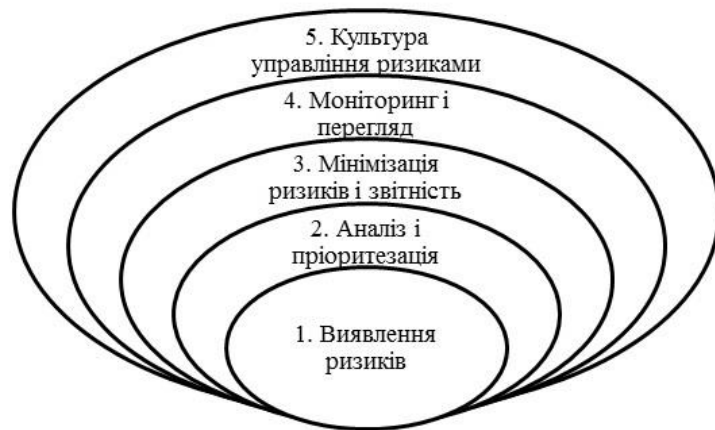 5. Культура
управління ризиками
4. Моніторинг і
перегляд
3. Мінімізація
ризиків і звітність
2. Аналіз і
пріоритезація
1. Виявлення
ризиків